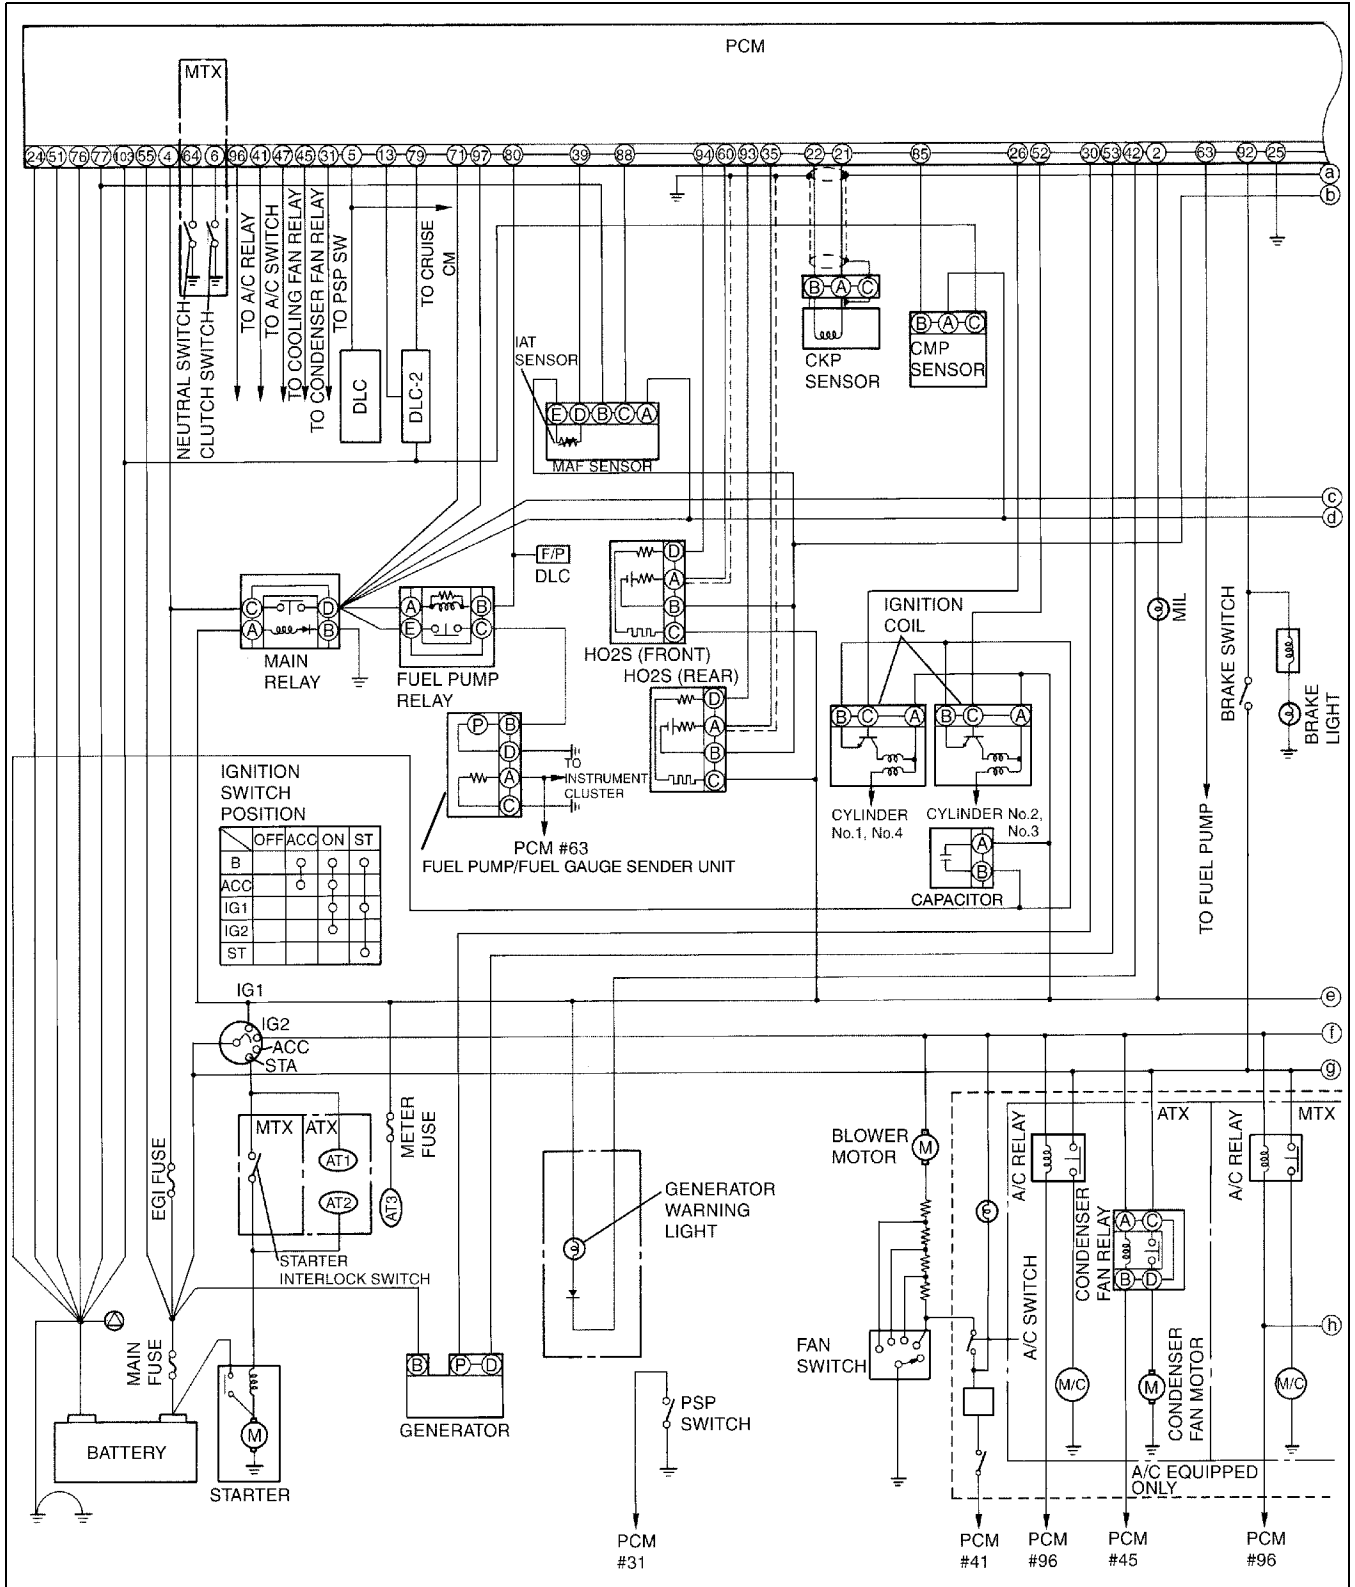 PCM
MTX
24 51 76 77 103 55 4 64 6 96 41 47 45 31 5 13 79 71 97 80 39 88 94 60 93 35 22 21 85 26 52 30 53 42 2 63 92 25
a
b
NEUTRAL SWITCH
CLUTCH SWITCH
TO A/C RELAY
TO A/C SWITCH
TO COOLING FAN RELAY
TO CONDENSER FAN RELAY
TO PSP SW
TO CRUISE
CM
DLC
DLC-2
IAT
SENSOR
E D B C A
MAF SENSOR
B A C
CKP
SENSOR
B A C
CMP
SENSOR
c
d
F/P
DLC
C D
A B
MAIN
RELAY
A B
E C
FUEL PUMP
RELAY
D
A
B
C
HO2S (FRONT)
HO2S (REAR)
D
A
B
C
IGNITION
COIL
MIL
BRAKE SWITCH
BRAKE
LIGHT
P B
D
A
C
TO
INSTRUMENT
CLUSTER
PCM #63
FUEL PUMP/FUEL GAUGE SENDER UNIT
B C A
B C A
CYLINDER
No.1, No.4
CYLINDER No.2,
No.3
A
B
CAPACITOR
TO FUEL PUMP
IGNITION
SWITCH
POSITION
OFF ACC ON ST
B
ACC
IG1
IG2
ST
IG1
IG2
ACC
STA
e
f
g
MTX ATX
AT1
AT2
METER
FUSE
AT3
EGI FUSE
STARTER
INTERLOCK SWITCH
GENERATOR
WARNING
LIGHT
BLOWER
MOTOR
M
ATX
MTX
A/C RELAY
CONDENSER
FAN RELAY
A C
B D
A/C RELAY
h
MAIN
FUSE
B P D
GENERATOR
BATTERY
M
STARTER
PSP
SWITCH
FAN
SWITCH
A/C SWITCH
M/C
M
CONDENSER
FAN MOTOR
M/C
A/C EQUIPPED
ONLY
PCM
#31
PCM
#41
PCM
#96
PCM
#45
PCM
#96